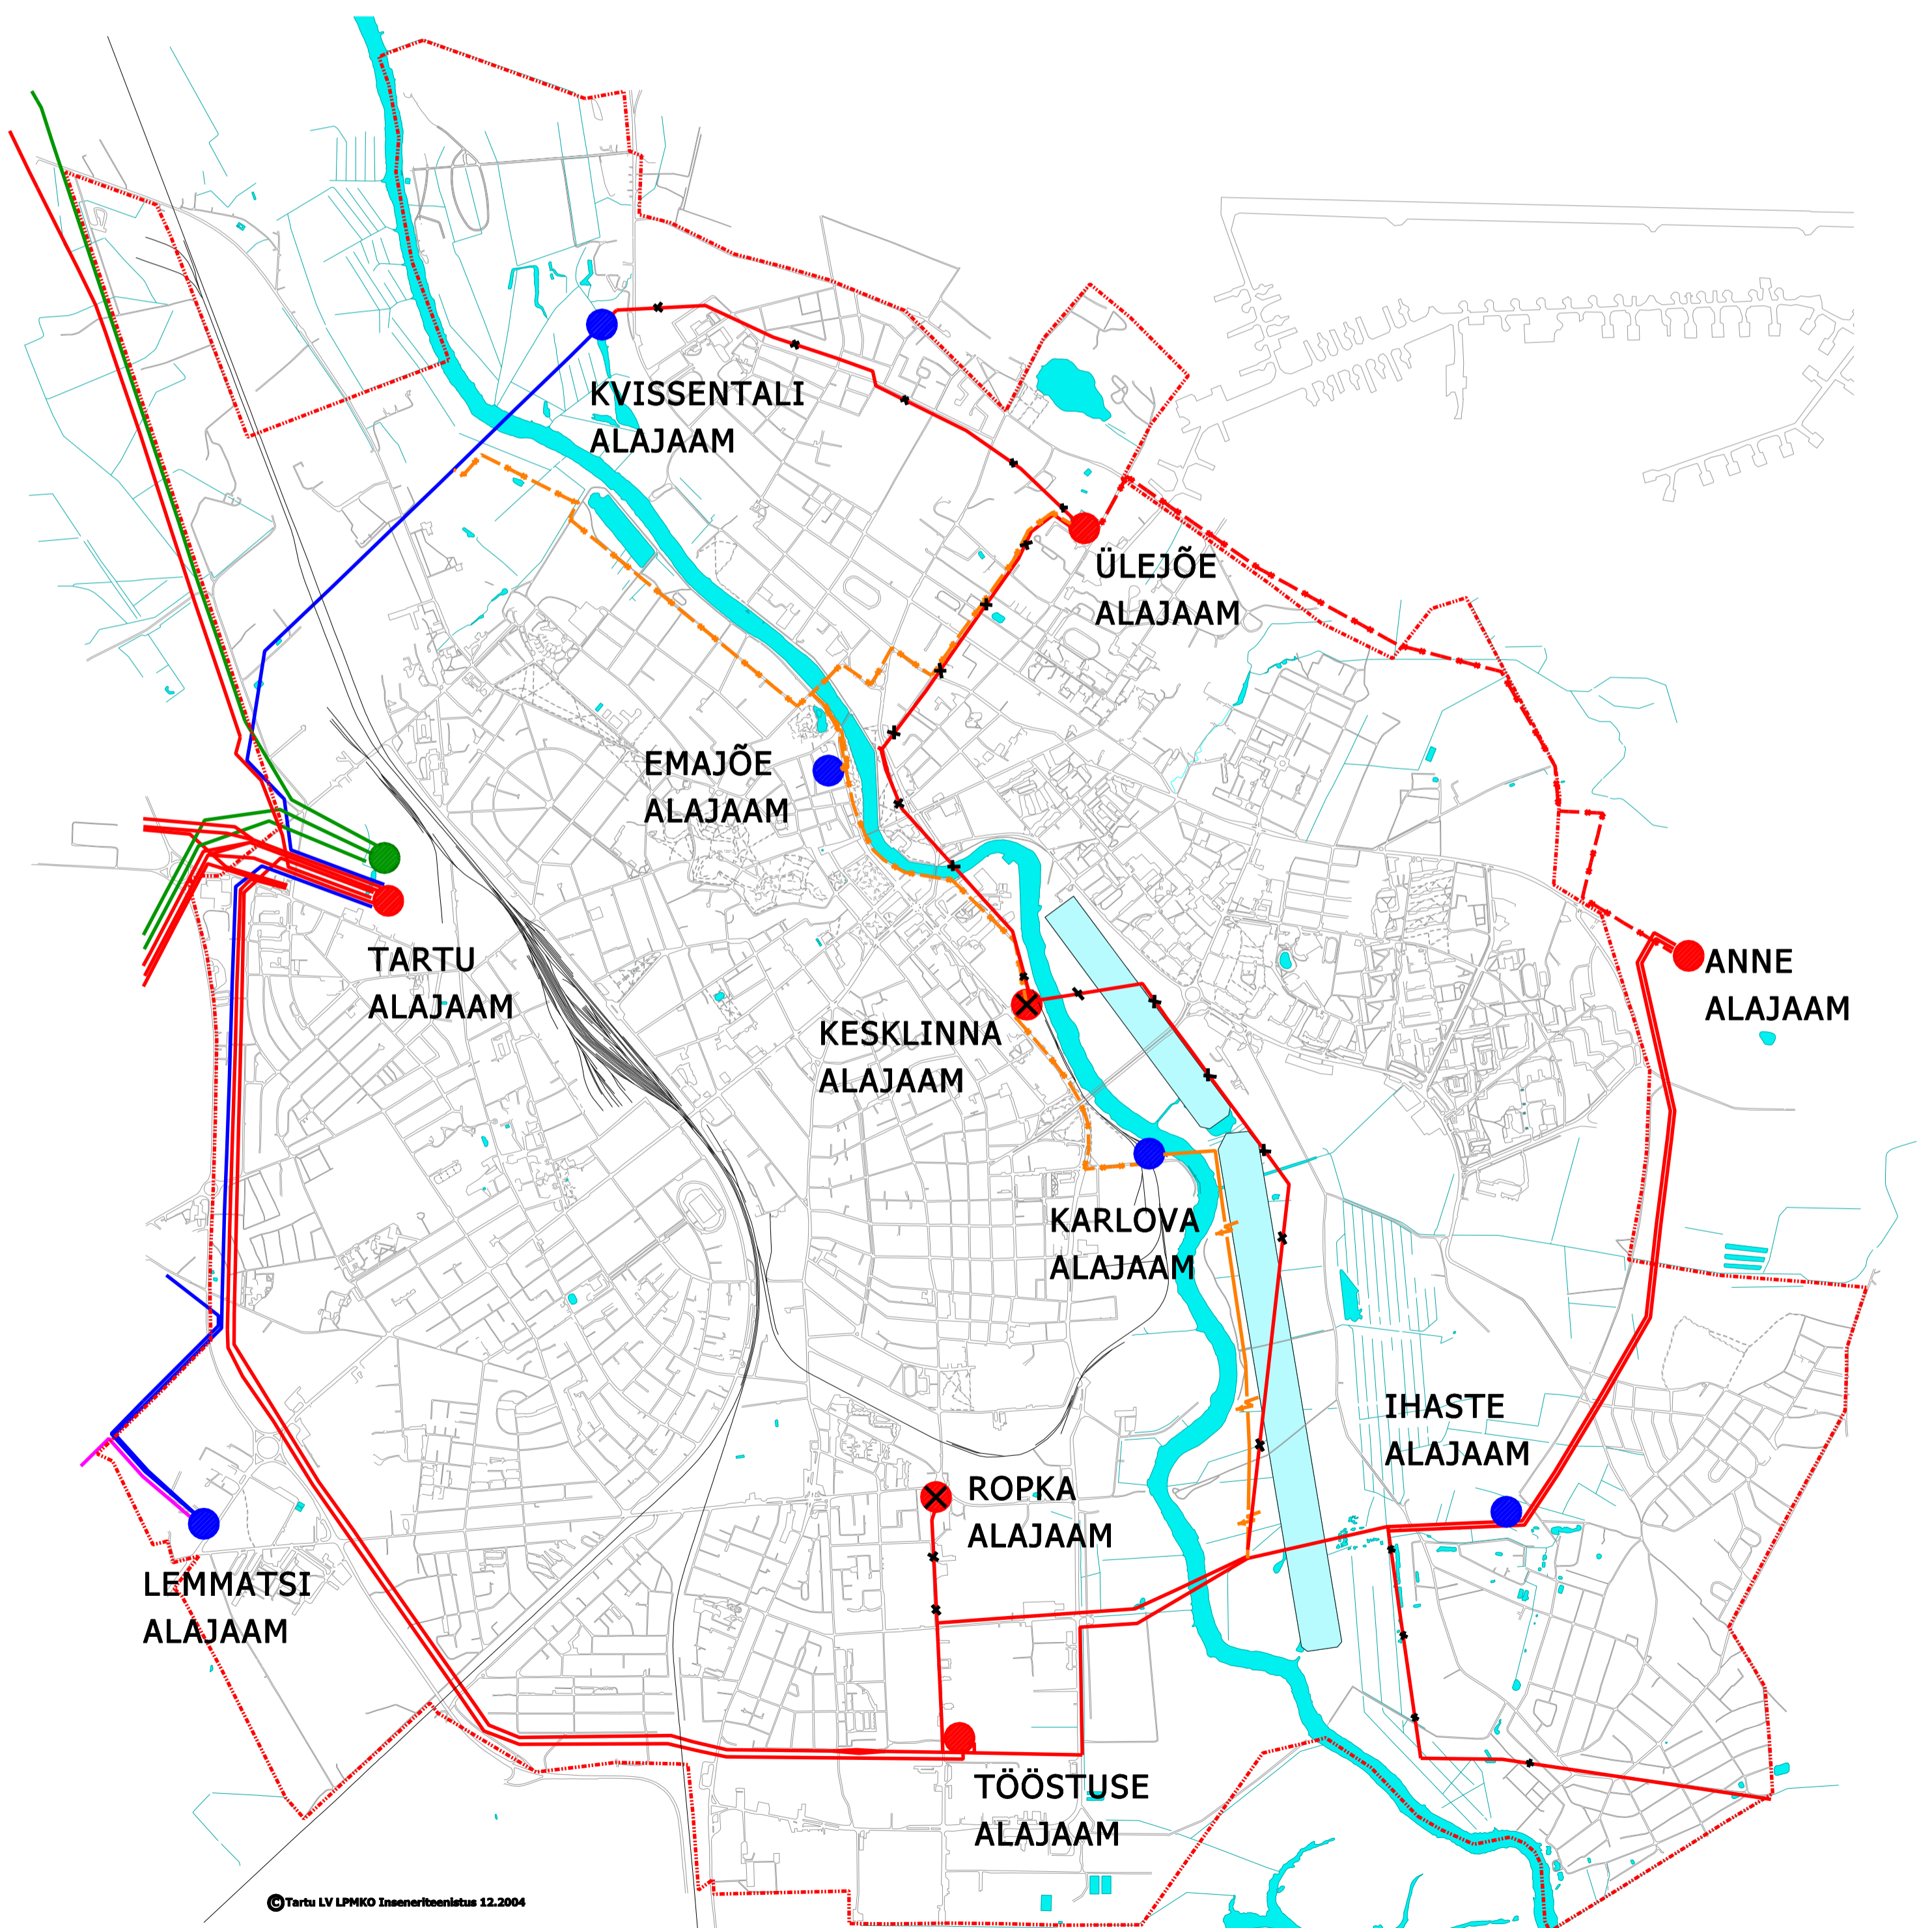 KVISSENTALI
ALAJAAM
ÜLEJÕE
ALAJAAM
EMAJÕE
ALAJAAM
TARTU
ALAJAAM
ANNE
ALAJAAM
KESKLINNA
ALAJAAM
KARLOVA
ALAJAAM
IHASTE
ALAJAAM
ROPKA
ALAJAAM
LEMMATSI
ALAJAAM
TÖÖSTUSE
ALAJAAM
©Tartu LV LPMKO Inseneriteenistus 12.2004